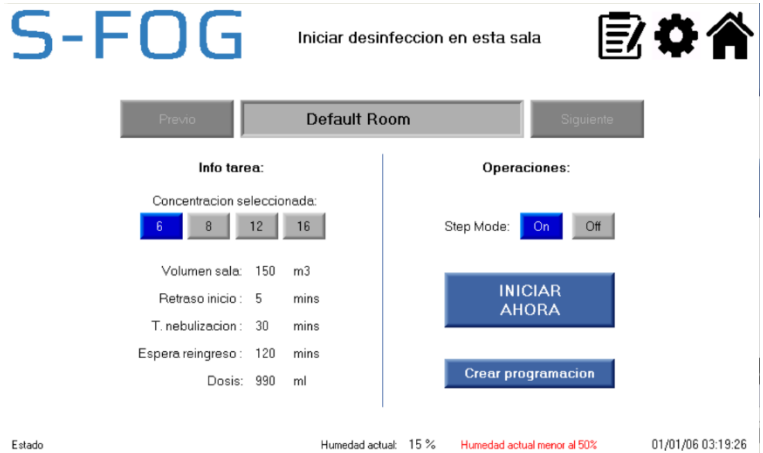 S-FOG
Iniciar desinfeccion en esta sala
Previo
Default Room
Siguiente
Info tarea:
Concentracion seleccionada:
6 8 12 16
Volumen sala: 150 m3
Retraso inicio : 5 mins
T. nebulizacion : 30 mins
Espera reingreso : 120 mins
Dosis: 990 ml
Operaciones:
Step Mode: On Off
INICIAR
AHORA
Crear programacion
Estado
Humedad actual: 15 %
Humedad actual menor al 50%
01/01/06 03:19:26